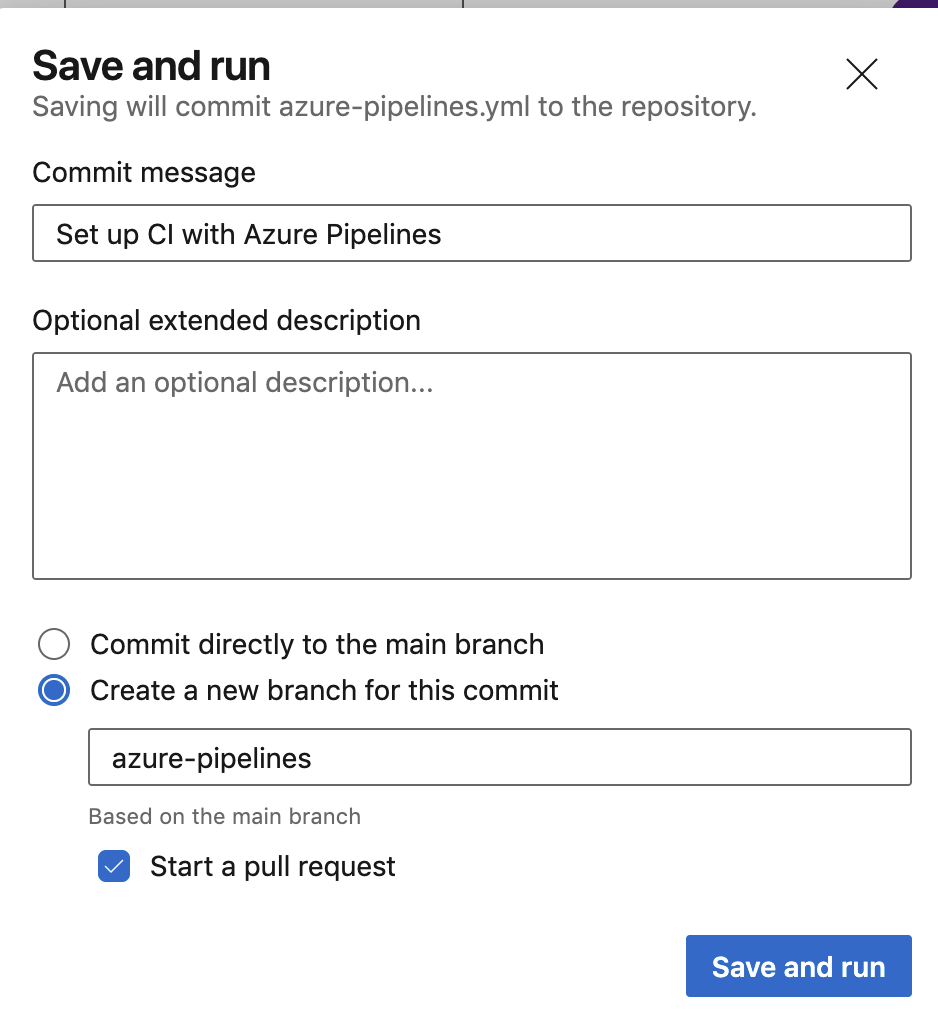 Save and run
Saving will commit azure-pipelines.yml to the repository.
Commit message
Set up CI with Azure Pipelines
Optional extended description
Add an optional description...
Commit directly to the main branch
Create a new branch for this commit
azure-pipelines
Based on the main branch
Start a pull request
Save and run